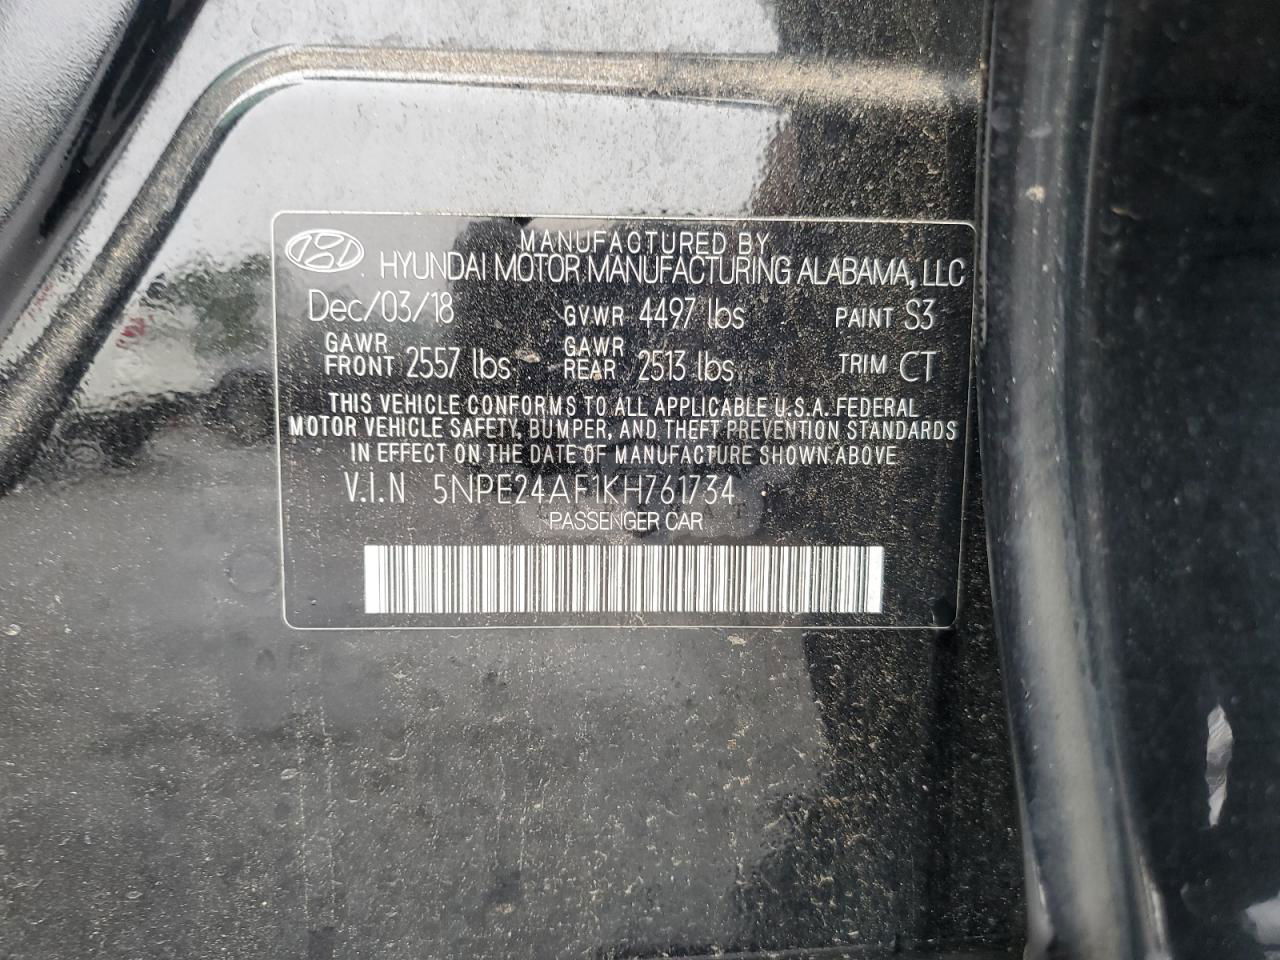 MANUFACTURED BY
HYUNDAI MOTOR MANUFACTURING ALABAMA, LLC
Dec/03/18 GVWR 4497 lbs PAINT S3
GAWR FRONT 2557 lbs GAWR REAR 2513 lbs TRIM CT
THIS VEHICLE CONFORMS TO ALL APPLICABLE U.S.A. FEDERAL
MOTOR VEHICLE SAFETY, BUMPER, AND THEFT PREVENTION STANDARDS
IN EFFECT ON THE DATE OF MANUFACTURE SHOWN ABOVE
V.I.N 5NPE24AF1KH761734
PASSENGER CAR